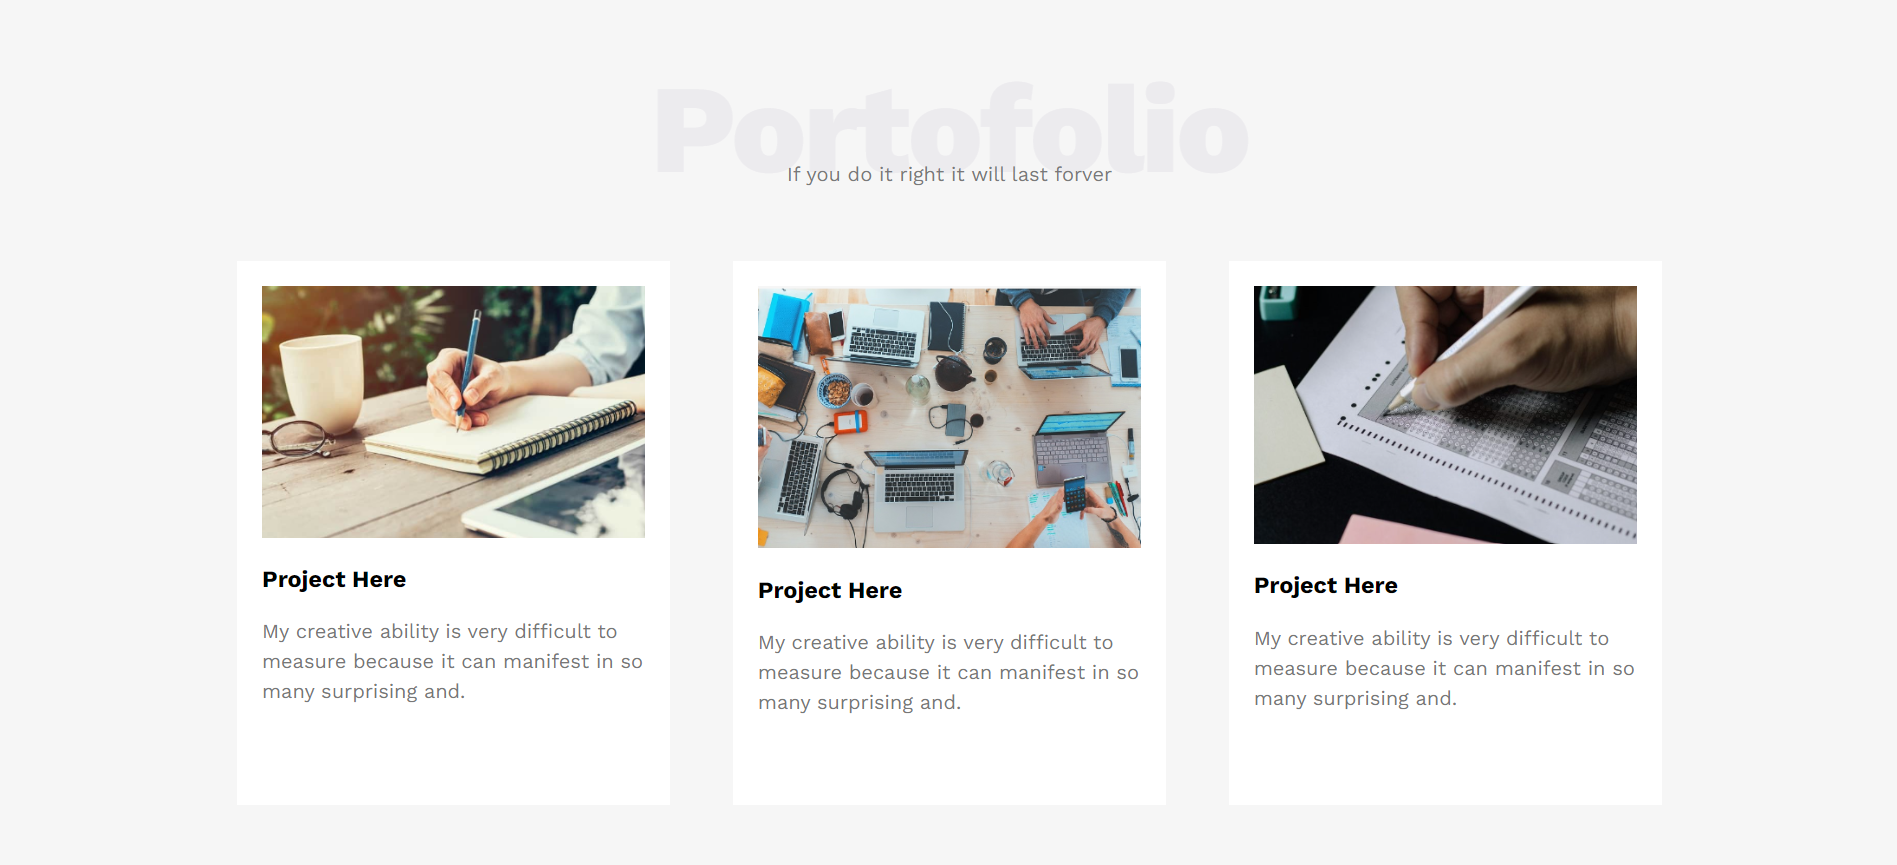 Portofolio
If you do it right it will last forver
Project Here
My creative ability is very difficult to
measure because it can manifest in so
many surprising and.
Project Here
My creative ability is very difficult to
measure because it can manifest in so
many surprising and.
Project Here
My creative ability is very difficult to
measure because it can manifest in so
many surprising and.